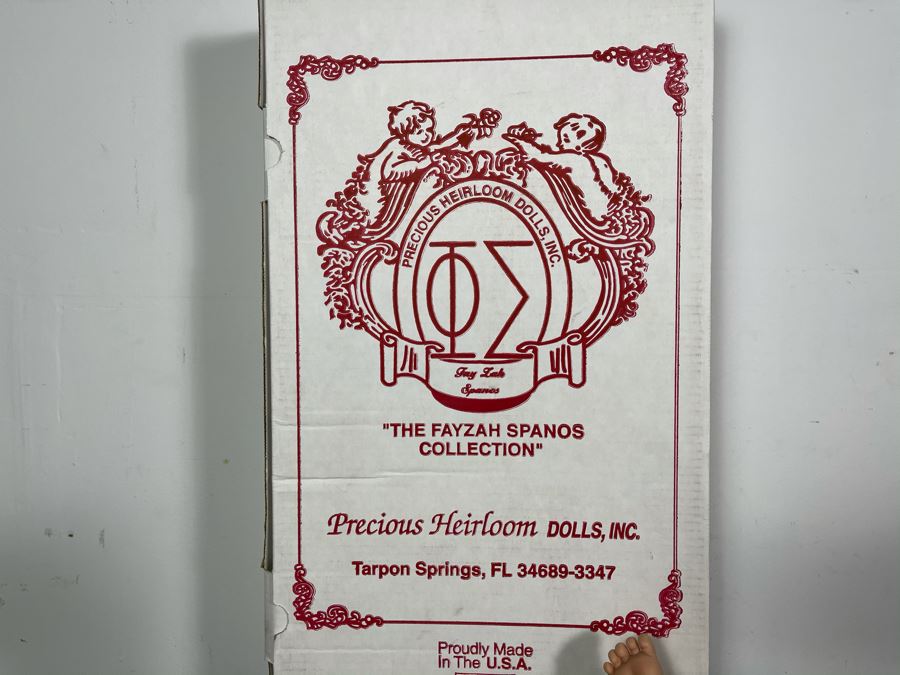 PRECIOUS HEIRLOOM DOLLS, INC.
ΦΣ
Fay Zah
Spanos
"THE FAYZAH SPANOS
COLLECTION"
Precious Heirloom DOLLS, INC.
Tarpon Springs, FL 34689-3347
Proudly Made
In The U.S.A.